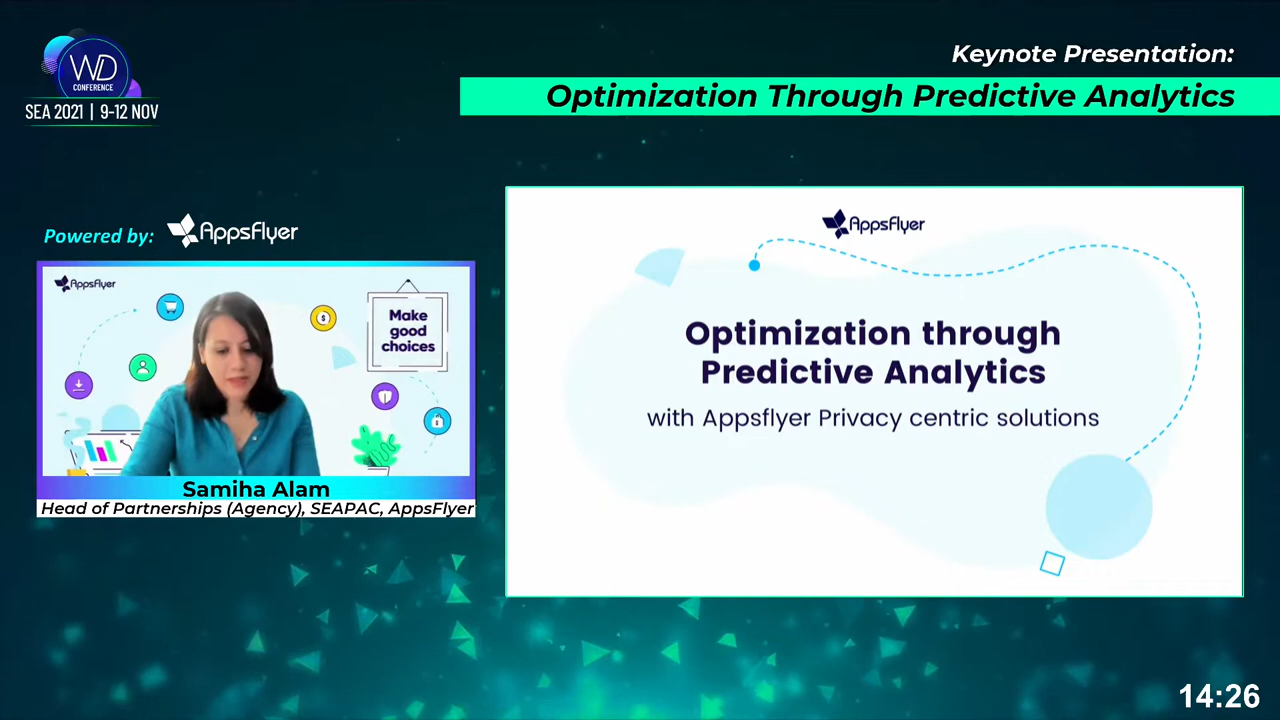 WD
CONFERENCE
SEA 2021 | 9-12 NOV
Keynote Presentation:
Optimization Through Predictive Analytics
Powered by: AppsFlyer
AppsFlyer
Make
good
choices
Samiha Alam
Head of Partnerships (Agency), SEAPAC, AppsFlyer
AppsFlyer
Optimization through
Predictive Analytics
with Appsflyer Privacy centric solutions
14:26